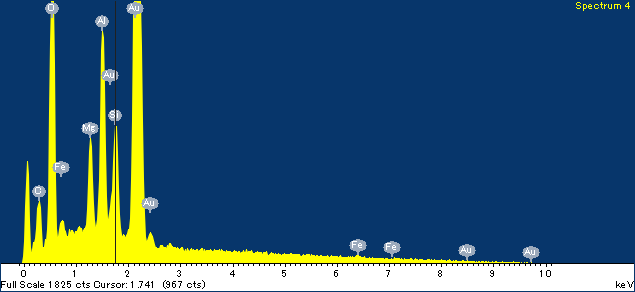 Spectrum 4
O
Al
Au
Au
Si
Mg
Fe
Au
Fe
Fe
Au
Au
0 1 2 3 4 5 6 7 8 9 10
Full Scale 1825 cts Cursor: 1.741 (967 cts) keV